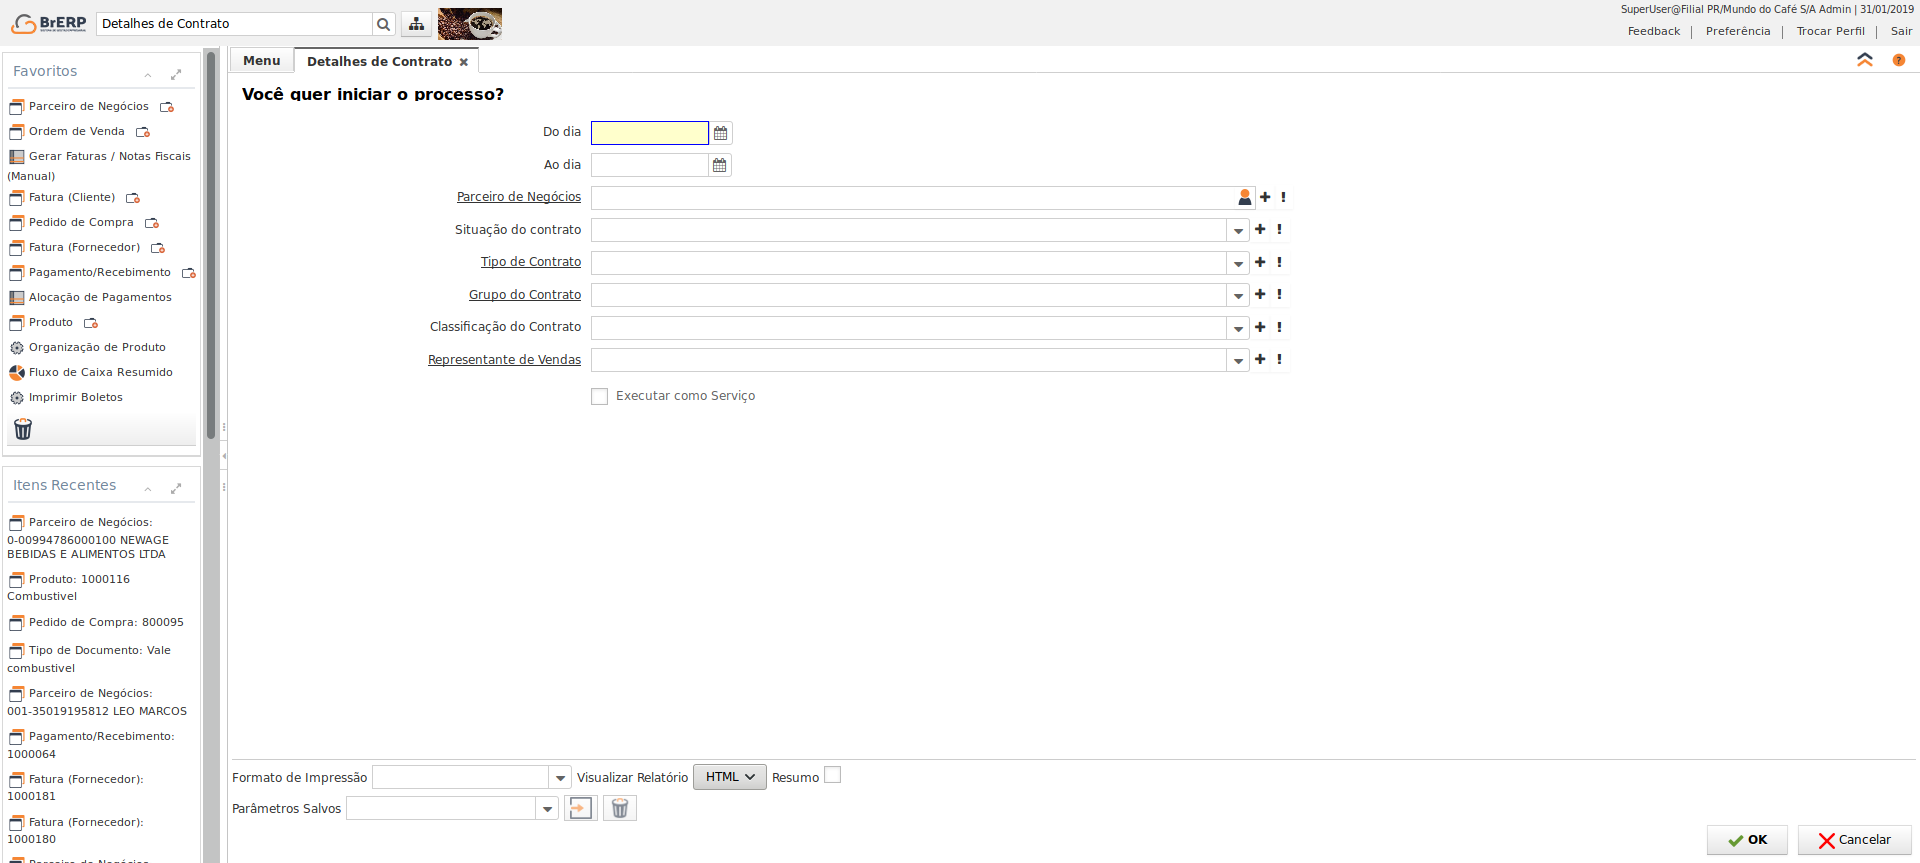 BrERP
Detalhes de Contrato
SuperUser@Filial PR/Mundo do Café S/A Admin | 31/01/2019
Feedback | Preferência | Trocar Perfil | Sair
Favoritos
Parceiro de Negócios
Ordem de Venda
Gerar Faturas / Notas Fiscais
(Manual)
Fatura (Cliente)
Pedido de Compra
Fatura (Fornecedor)
Pagamento/Recebimento
Alocação de Pagamentos
Produto
Organização de Produto
Fluxo de Caixa Resumido
Imprimir Boletos
Itens Recentes
Parceiro de Negócios:
0-00994786000100 NEWAGE
BEBIDAS E ALIMENTOS LTDA
Produto: 1000116
Combustivel
Pedido de Compra: 800095
Tipo de Documento: Vale
combustivel
Parceiro de Negócios:
001-35019195812 LEO MARCOS
Pagamento/Recebimento:
1000064
Fatura (Fornecedor):
1000181
Fatura (Fornecedor):
1000180
Menu
Detalhes de Contrato
Você quer iniciar o processo?
Do dia
Ao dia
Parceiro de Negócios
Situação do contrato
Tipo de Contrato
Grupo do Contrato
Classificação do Contrato
Representante de Vendas
Executar como Serviço
Formato de Impressão
Visualizar Relatório
HTML
Resumo
Parâmetros Salvos
OK
Cancelar